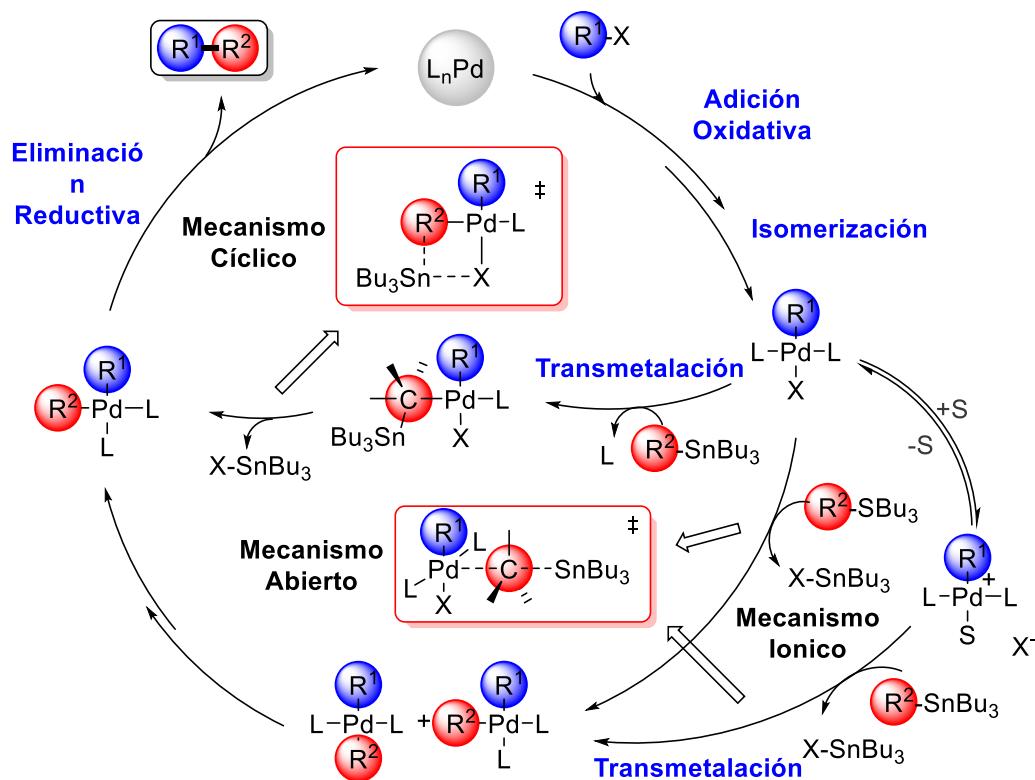 R1-R2
LnPd
R1-X
Adición
Oxidativa
Eliminació
n
Reductiva
Mecanismo
Cíclico
R1
‡
R2-Pd-L
Bu3Sn---X
Isomerización
R1
L-Pd-L
X
Transmetalación
R1
R2-Pd-L
L
R1
C-Pd-L
Bu3Sn X
X-SnBu3
L
R2-SnBu3
+S
-S
Mecanismo
Abierto
R1
‡
L
Pd---C---SnBu3
L
X
R2-SBu3
X-SnBu3
Mecanismo
Ionico
R1
+
L-Pd-L
S
X-
R1
L-Pd-L
R2
+
R1
R2-Pd-L
L
R2-SnBu3
X-SnBu3
Transmetalación